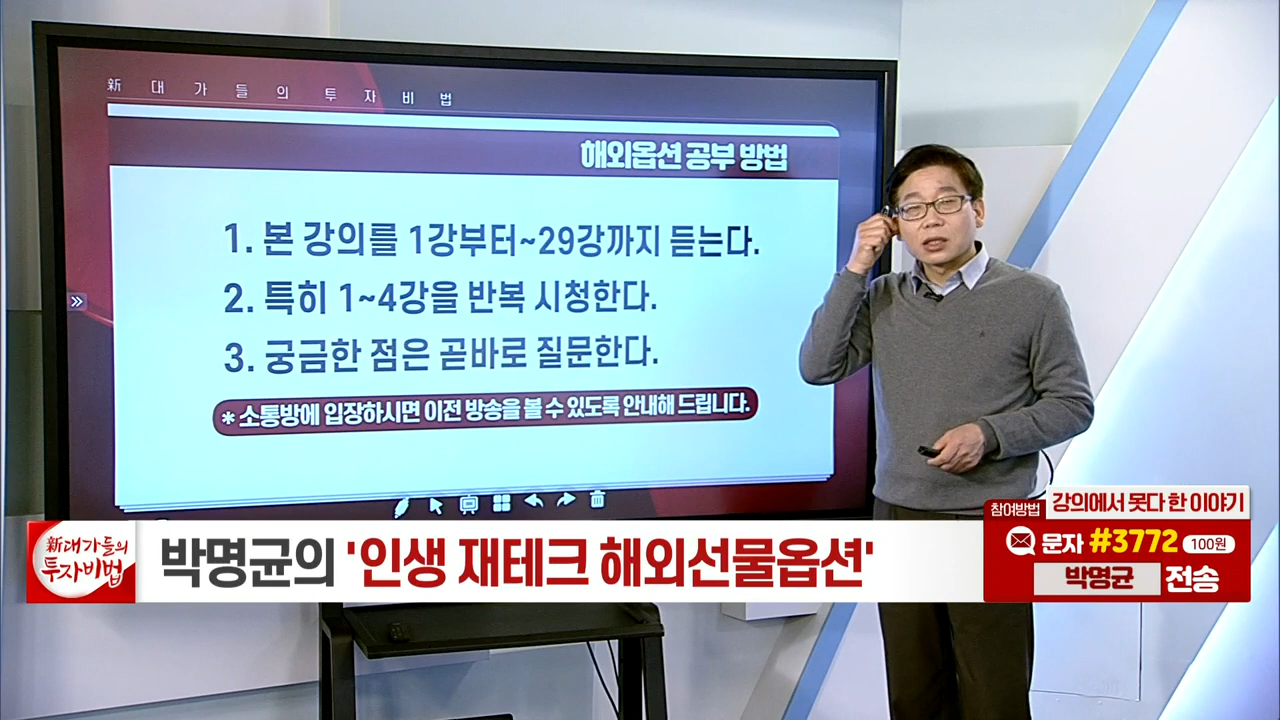 新 대 가 들 의 투 자 비 법
해외옵션 공부 방법
1. 본 강의를 1강부터~29강까지 듣는다.
2. 특히 1~4강을 반복 시청한다.
3. 궁금한 점은 곧바로 질문한다.
* 소통방에 입장하시면 이전 방송을 볼 수 있도록 안내해 드립니다.
新대가들의
투자비법
박명균의 '인생 재테크 해외선물옵션'
참여방법 강의에서 못다 한 이야기
문자 #3772 100원
박명균 전송